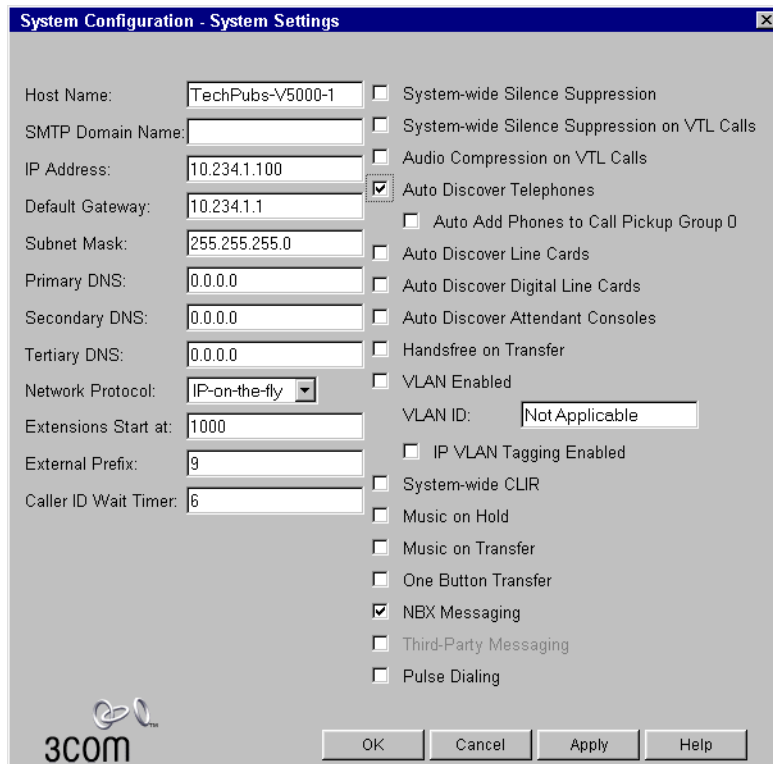 System Configuration - System Settings
Host Name: TechPubs-V5000-1
SMTP Domain Name:
IP Address: 10.234.1.100
Default Gateway: 10.234.1.1
Subnet Mask: 255.255.255.0
Primary DNS: 0.0.0.0
Secondary DNS: 0.0.0.0
Tertiary DNS: 0.0.0.0
Network Protocol: IP-on-the-fly
Extensions Start at: 1000
External Prefix: 9
Caller ID Wait Timer: 6
System-wide Silence Suppression
System-wide Silence Suppression on VTL Calls
Audio Compression on VTL Calls
Auto Discover Telephones
Auto Add Phones to Call Pickup Group 0
Auto Discover Line Cards
Auto Discover Digital Line Cards
Auto Discover Attendant Consoles
Handsfree on Transfer
VLAN Enabled
VLAN ID: Not Applicable
IP VLAN Tagging Enabled
System-wide CLIR
Music on Hold
Music on Transfer
One Button Transfer
NBX Messaging
Third-Party Messaging
Pulse Dialing
3COM
OK Cancel Apply Help